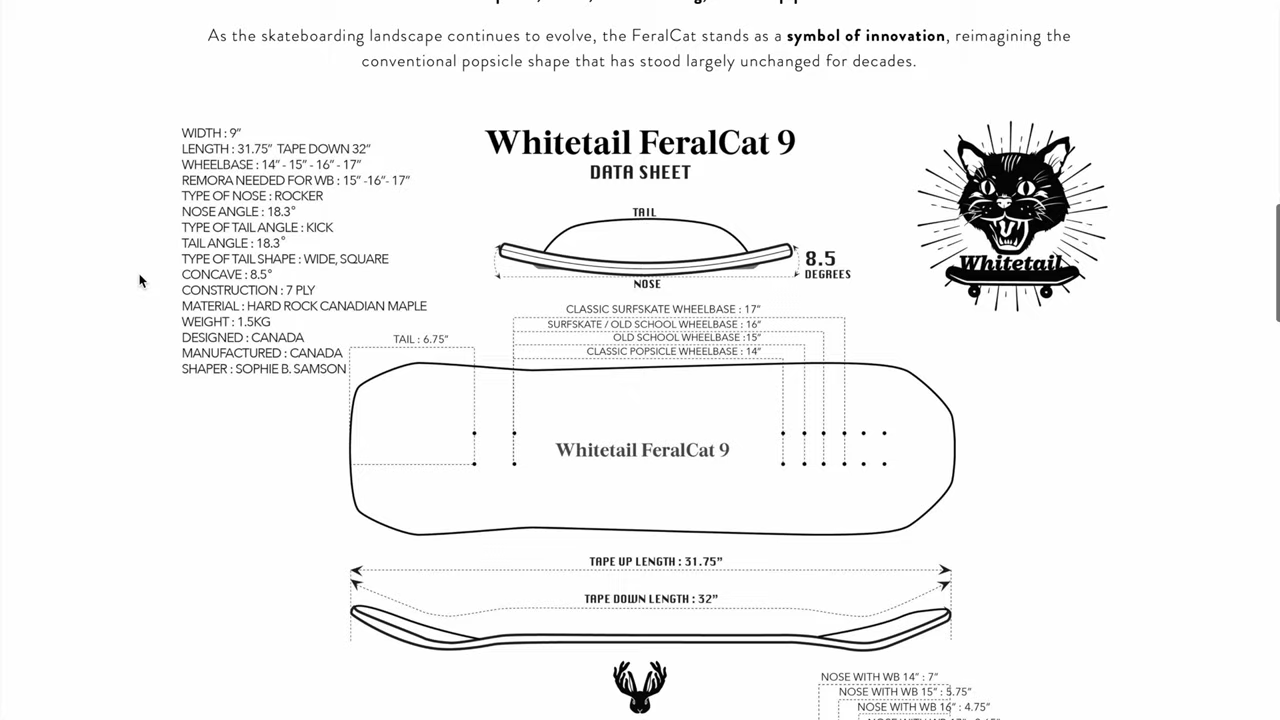 As the skateboarding landscape continues to evolve, the FeralCat stands as a symbol of innovation, reimagining the
conventional popsicle shape that has stood largely unchanged for decades.
WIDTH : 9”
LENGTH : 31.75” TAPE DOWN 32”
WHEELBASE : 14” - 15” - 16” - 17”
REMORA NEEDED FOR WB : 15” -16”- 17”
TYPE OF NOSE : ROCKER
NOSE ANGLE : 18.3°
TYPE OF TAIL ANGLE : KICK
TAIL ANGLE : 18.3°
TYPE OF TAIL SHAPE : WIDE, SQUARE
CONCAVE : 8.5°
CONSTRUCTION : 7 PLY
MATERIAL : HARD ROCK CANADIAN MAPLE
WEIGHT : 1.5KG
DESIGNED : CANADA
MANUFACTURED : CANADA
SHAPER : SOPHIE B. SAMSON
Whitetail FeralCat 9
DATA SHEET
TAIL
8.5
DEGREES
NOSE
Whitetail
CLASSIC SURFSKATE WHEELBASE : 17”
SURFSKATE / OLD SCHOOL WHEELBASE : 16”
OLD SCHOOL WHEELBASE :15”
CLASSIC POPSICLE WHEELBASE : 14”
TAIL : 6.75”
Whitetail FeralCat 9
TAPE UP LENGTH : 31.75”
TAPE DOWN LENGTH : 32”
NOSE WITH WB 14” : 7”
NOSE WITH WB 15” : 5.75”
NOSE WITH WB 16” : 4.75”